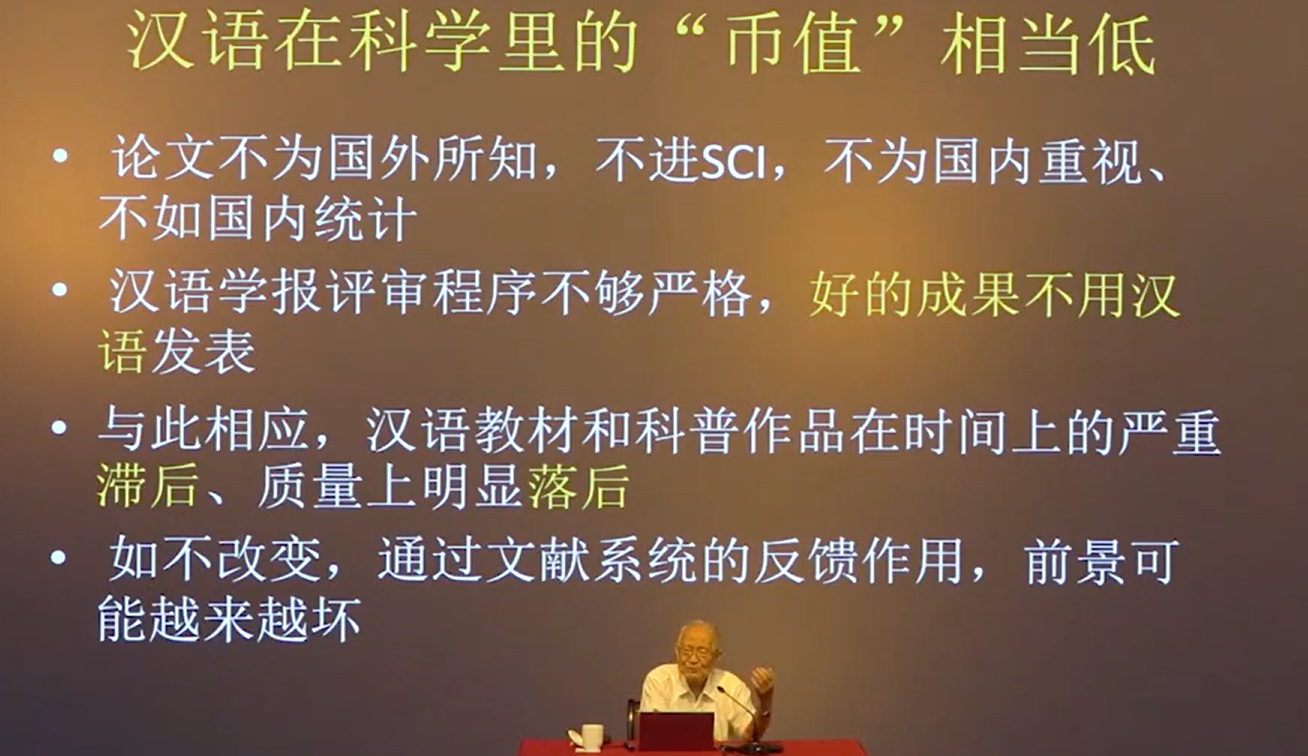 汉语在科学里的“币值”相当低
• 论文不为国外所知，不进SCI，不为国内重视、
不如国内统计
• 汉语学报评审程序不够严格，好的成果不用汉
语发表
• 与此相应，汉语教材和科普作品在时间上的严重
滞后、质量上明显落后
• 如不改变，通过文献系统的反馈作用，前景可
能越来越坏